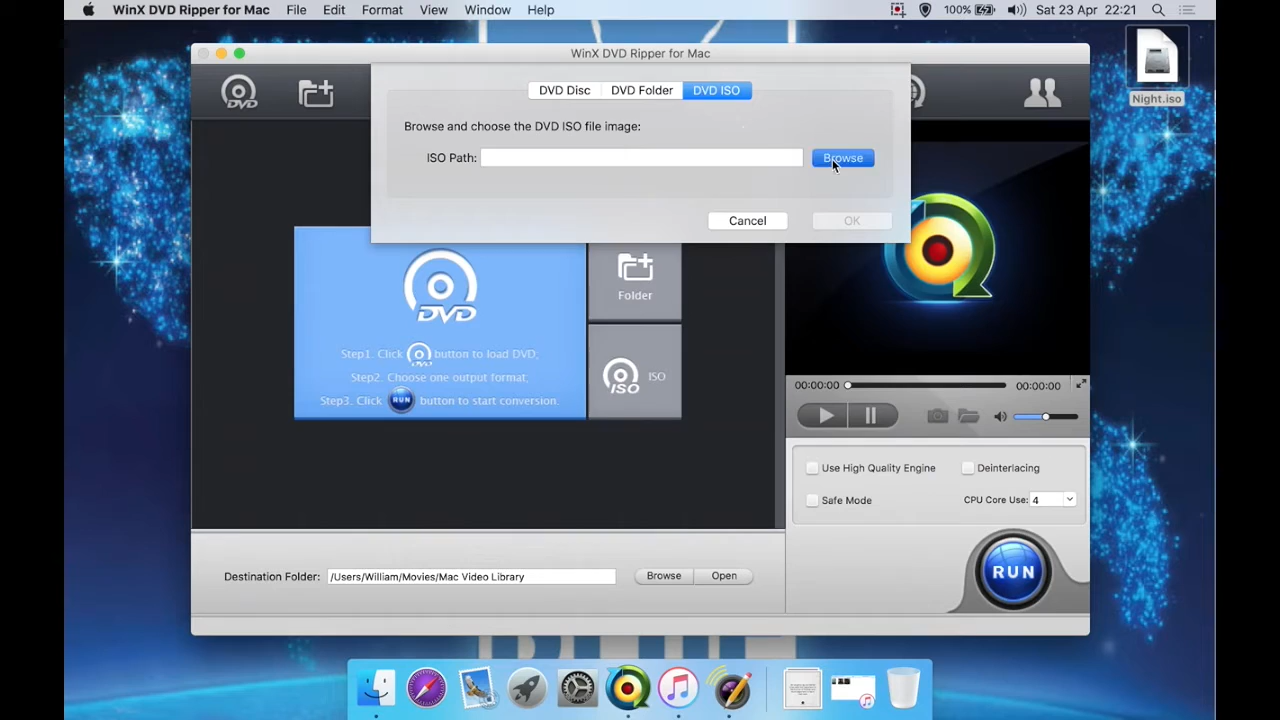 WinX DVD Ripper for Mac File Edit Format View Window Help 100% Sat 23 Apr 22:21
WinX DVD Ripper for Mac
Night.iso
DVD
DVD Disc DVD Folder DVD ISO
Browse and choose the DVD ISO file image:
ISO Path: Browse
Cancel OK
DVD
Step1. Click DVD button to load DVD,
Step2. Choose one output format,
Step3. Click RUN button to start conversion.
Folder
ISO ISO
00:00:00 00:00:00
Use High Quality Engine Deinterlacing
Safe Mode CPU Core Use: 4
Destination Folder: /Users/William/Movies/Mac Video Library Browse Open
RUN